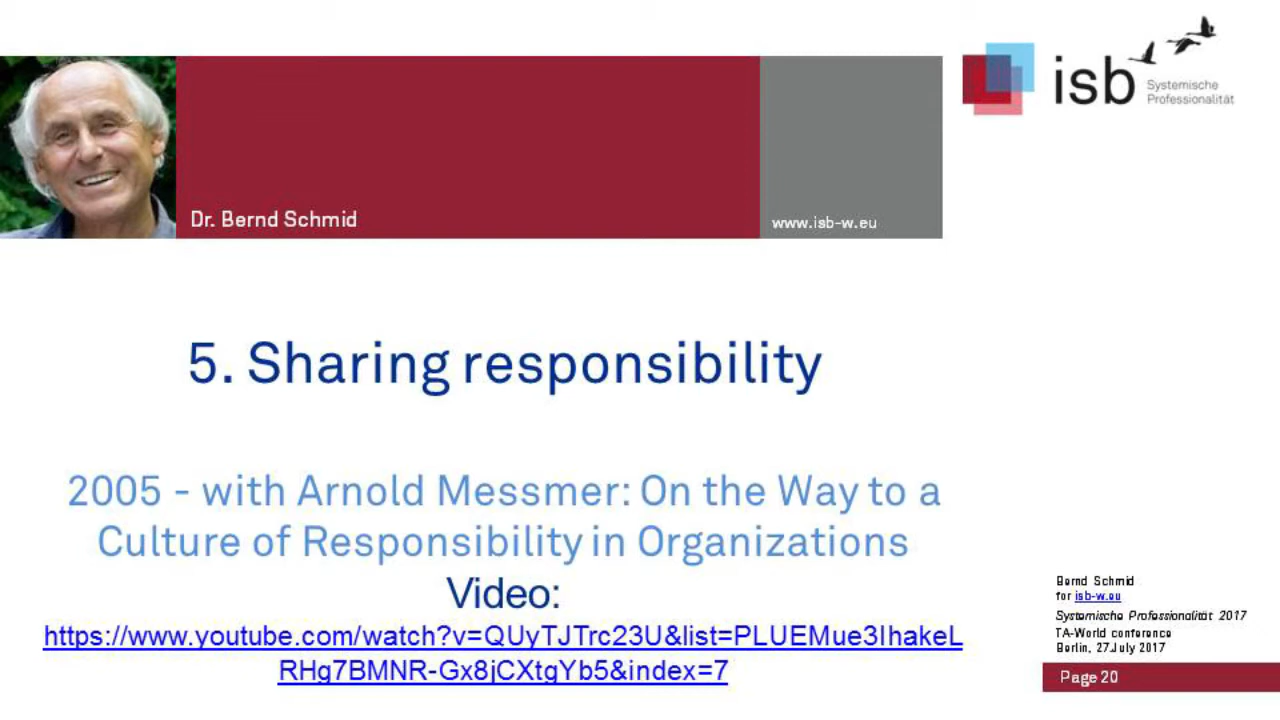 isb
Systemische
Professionalität
Dr. Bernd Schmid
www.isb-w.eu
5. Sharing responsibility
2005 - with Arnold Messmer: On the Way to a
Culture of Responsibility in Organizations
Video:
https://www.youtube.com/watch?v=QUyTJTrc23U&list=PLUEMue3IhakeL
RHg7BMNR-Gx8jCXtgYb5&index=7
Bernd Schmid
for isb-w.eu
Systemische Professionalität 2017
TA-World conference
Berlin, 27.July 2017
Page 20